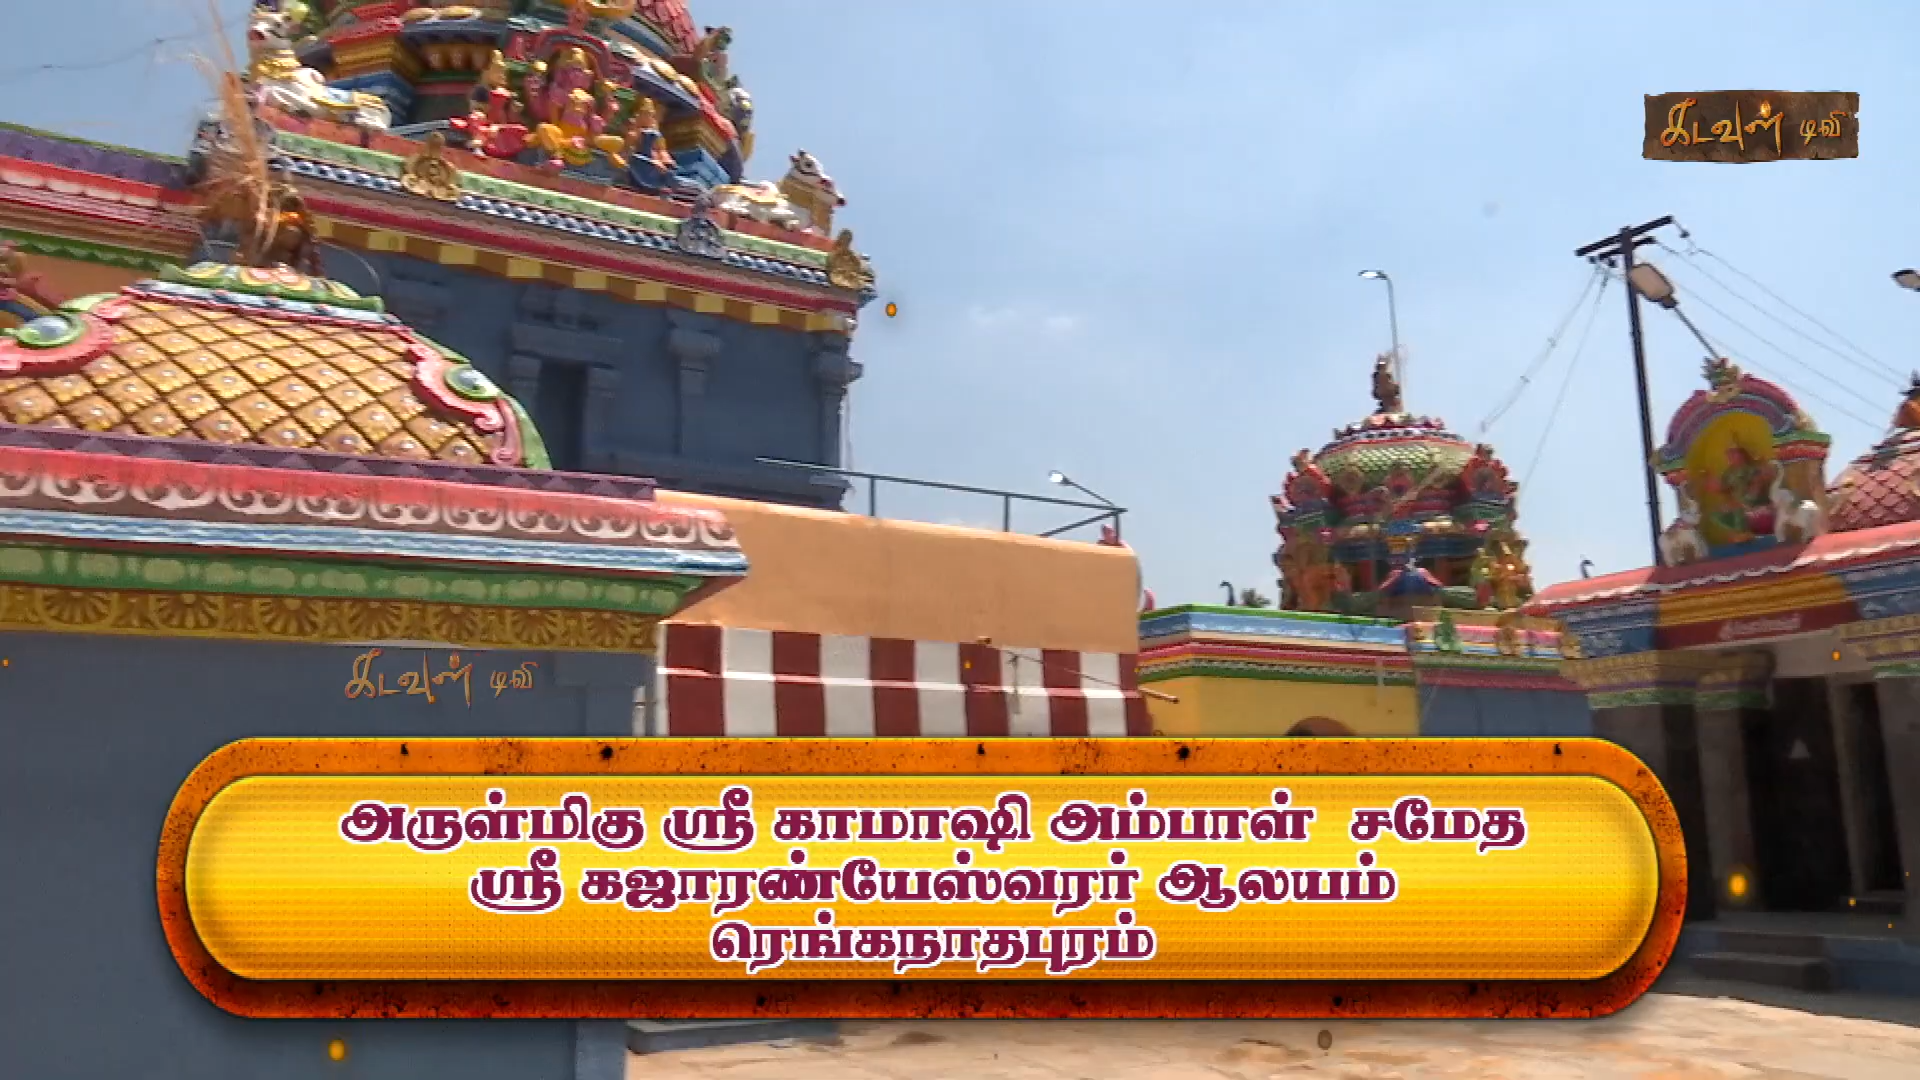 கடவுள் டிவி
கடவுள் டிவி
அருள்மிகு ஸ்ரீ காமாஷி அம்பாள் சமேத
ஸ்ரீ கஜாரண்யேஸ்வரர் ஆலயம்
ரெங்கநாதபுரம்